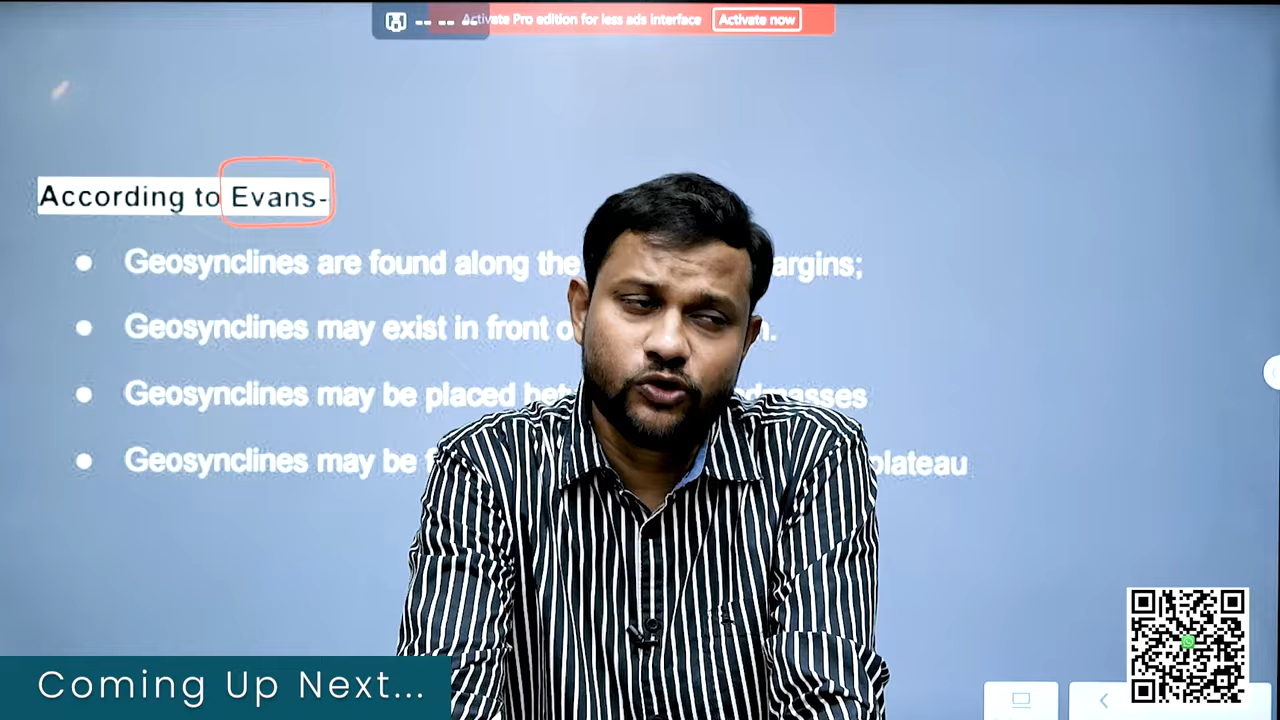 Activate Pro edition for less ads interface Activate now
According to Evans-
Geosynclines are found along the argins;
Geosynclines may exist in front o
Geosynclines may be placed bet dmasses
Geosynclines may be plateau
Coming Up Next...